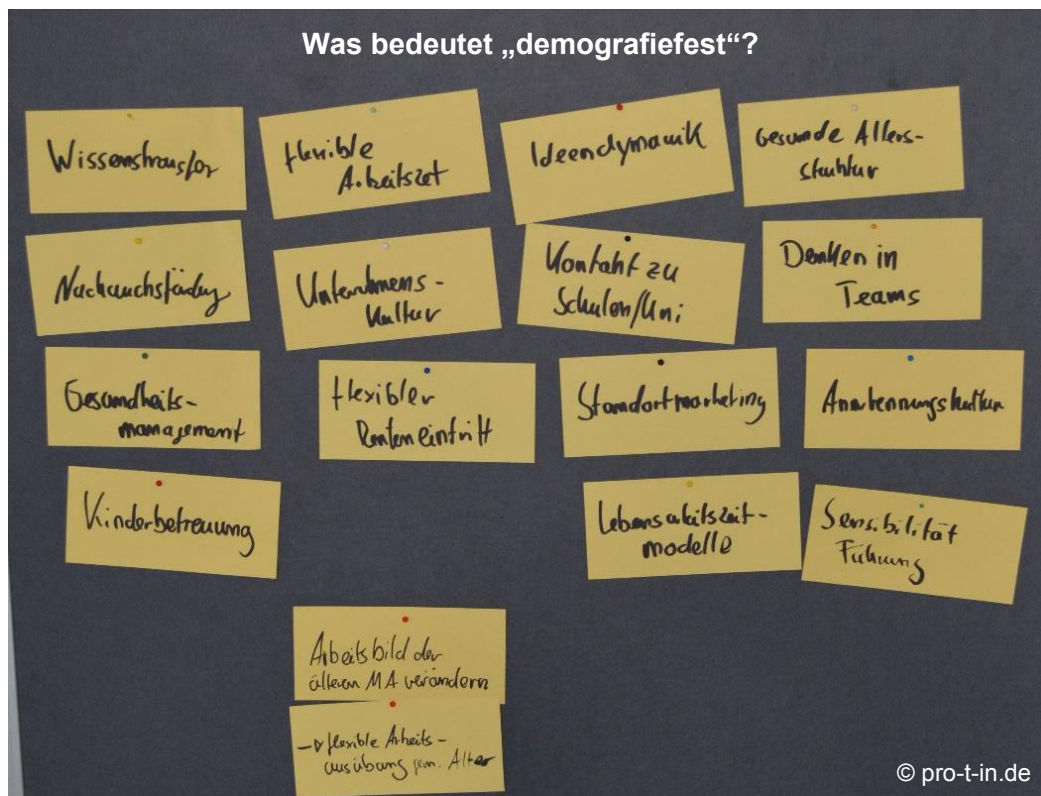 Was bedeutet „demografiefest“?
Wissenstransfer
flexible
Arbeitszeit
Ideendynamik
Gesunde Alters-
struktur
Nachwuchsförderung
Unternehmens-
kultur
Kontakt zu
Schulen/Uni
Denken in
Teams
Gesundheits-
management
flexibler
Renteneintritt
Standortmarketing
Anerkennungskultur
Kinderbetreuung
Lebensarbeitszeit-
modelle
Sensibilität
Führung
Arbeitsbild der
älteren MA verändern
→ flexible Arbeits-
ausübung gem. Alter
© pro-t-in.de